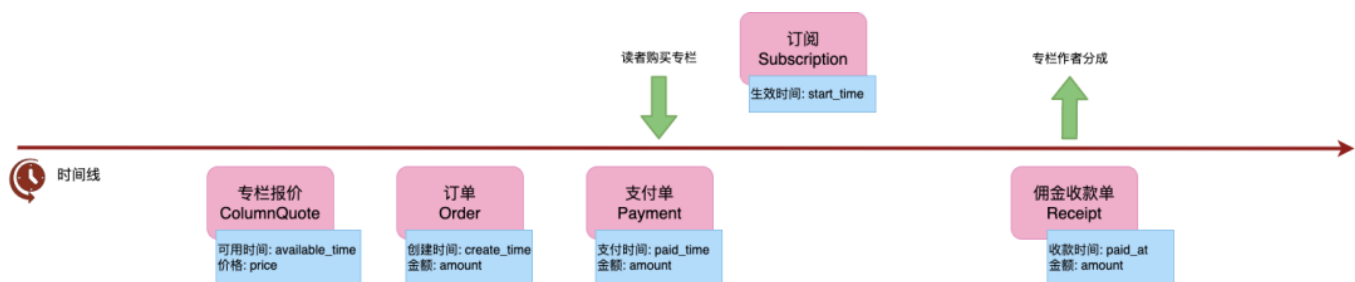 订阅
Subscription
生效时间: start_time
读者购买专栏
专栏作者分成
时间线
专栏报价
ColumnQuote
可用时间: available_time
价格: price
订单
Order
创建时间: create_time
金额: amount
支付单
Payment
支付时间: paid_time
金额: amount
佣金收款单
Receipt
收款时间: paid_at
金额: amount